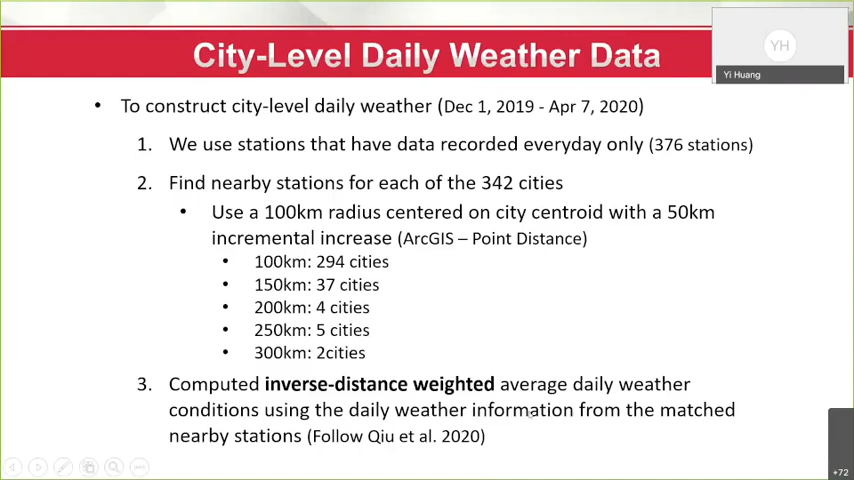 City-Level Daily Weather Data
YH
Yi Huang
• To construct city-level daily weather (Dec 1, 2019 - Apr 7, 2020)
1. We use stations that have data recorded everyday only (376 stations)
2. Find nearby stations for each of the 342 cities
• Use a 100km radius centered on city centroid with a 50km
incremental increase (ArcGIS – Point Distance)
• 100km: 294 cities
• 150km: 37 cities
• 200km: 4 cities
• 250km: 5 cities
• 300km: 2cities
3. Computed inverse-distance weighted average daily weather
conditions using the daily weather information from the matched
nearby stations (Follow Qiu et al. 2020)
+72